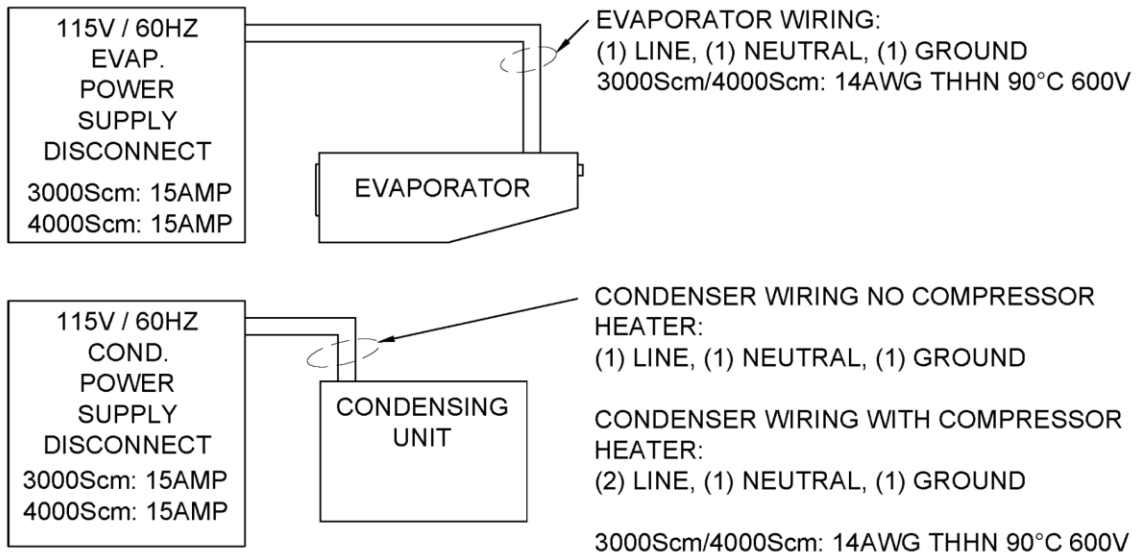 115V / 60HZ
EVAP.
POWER
SUPPLY
DISCONNECT
3000Scm: 15AMP
4000Scm: 15AMP
EVAPORATOR
EVAPORATOR WIRING:
(1) LINE, (1) NEUTRAL, (1) GROUND
3000Scm/4000Scm: 14AWG THHN 90°C 600V
115V / 60HZ
COND.
POWER
SUPPLY
DISCONNECT
3000Scm: 15AMP
4000Scm: 15AMP
CONDENSING
UNIT
CONDENSER WIRING NO COMPRESSOR
HEATER:
(1) LINE, (1) NEUTRAL, (1) GROUND
CONDENSER WIRING WITH COMPRESSOR
HEATER:
(2) LINE, (1) NEUTRAL, (1) GROUND
3000Scm/4000Scm: 14AWG THHN 90°C 600V